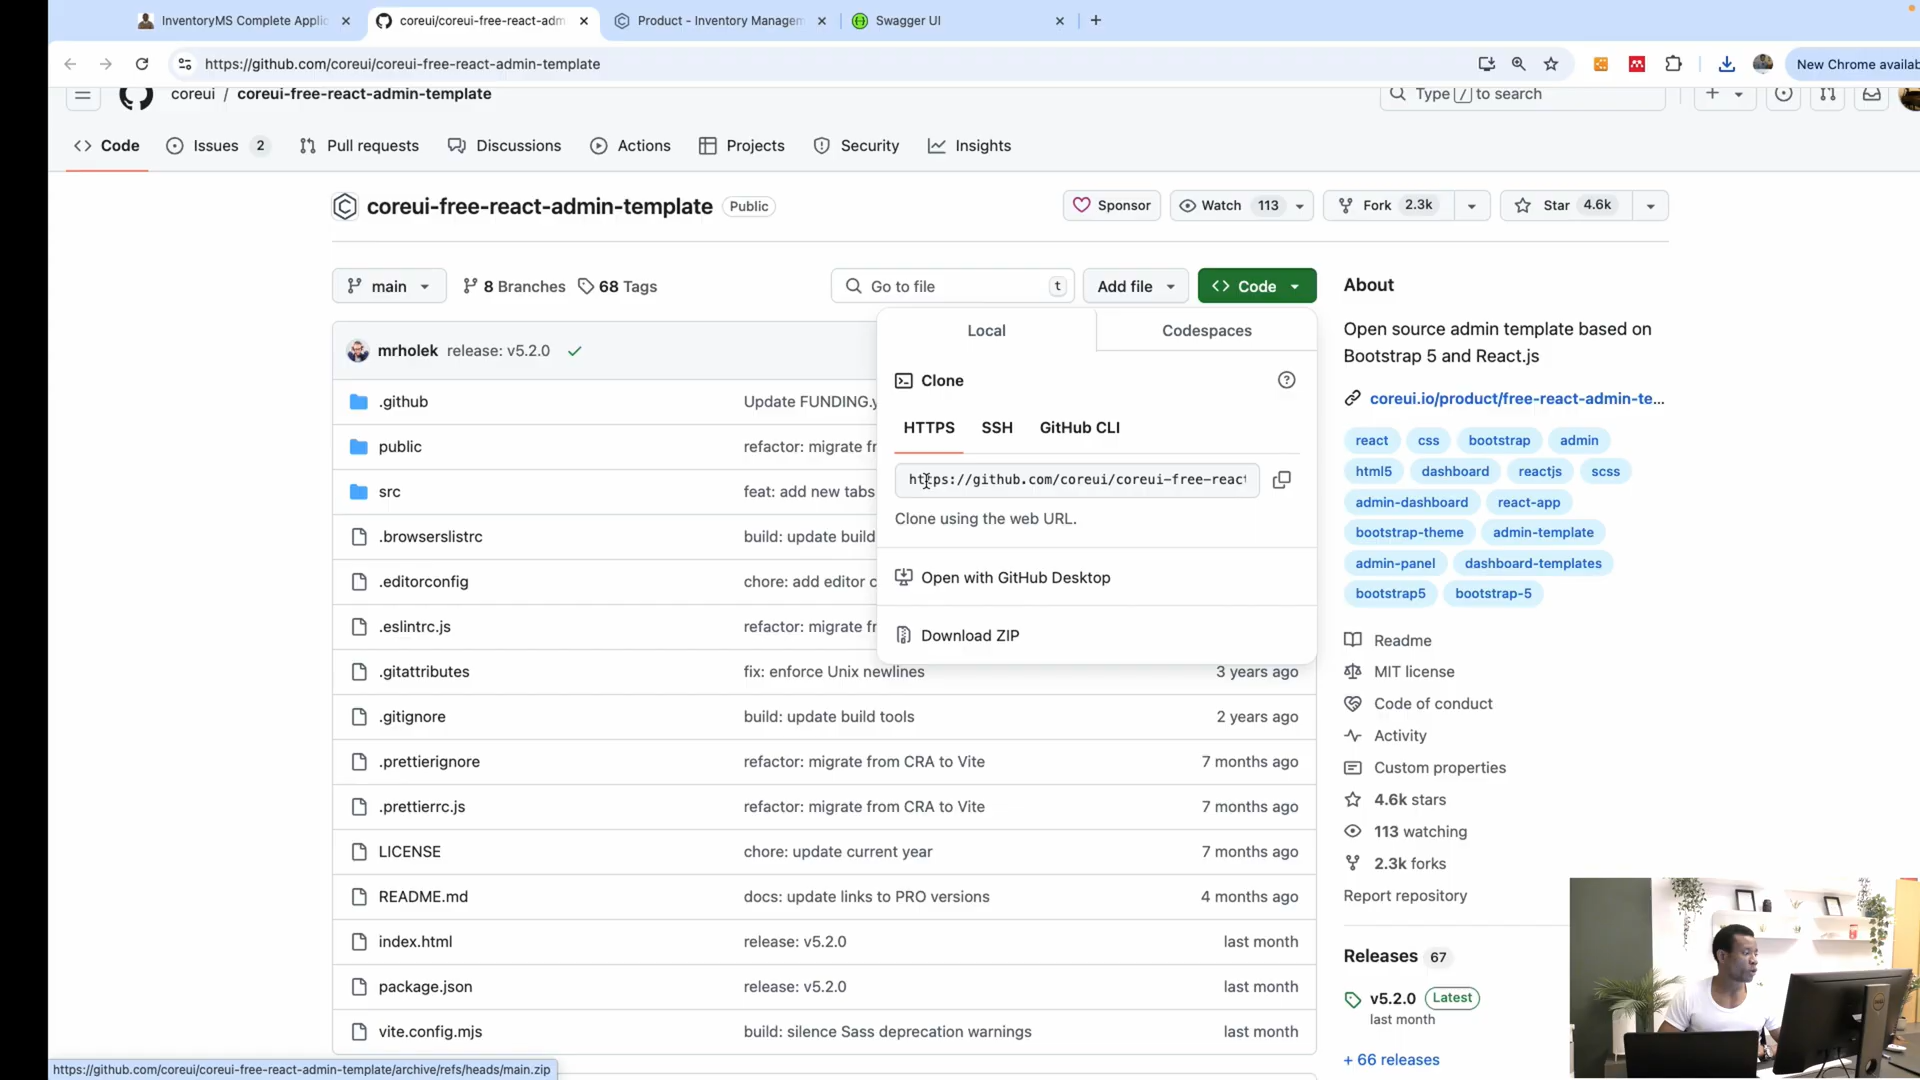 InventoryMS Complete Applic
coreui/coreui-free-react-adm
Product - Inventory Managem
Swagger UI
https://github.com/coreui/coreui-free-react-admin-template
New Chrome availab
coreui / coreui-free-react-admin-template
Type / to search
Code
Issues 2
Pull requests
Discussions
Actions
Projects
Security
Insights
coreui-free-react-admin-template Public
Sponsor
Watch 113
Fork 2.3k
Star 4.6k
main
8 Branches
68 Tags
Go to file t
Add file
Code
Local
Codespaces
Clone
HTTPS
SSH
GitHub CLI
https://github.com/coreui/coreui-free-react
Clone using the web URL.
Open with GitHub Desktop
Download ZIP
mrholek release: v5.2.0
.github Update FUNDING.y
public refactor: migrate fr
src feat: add new tabs
.browserslistrc build: update build
.editorconfig chore: add editor c
.eslintrc.js refactor: migrate fr
.gitattributes fix: enforce Unix newlines 3 years ago
.gitignore build: update build tools 2 years ago
.prettierignore refactor: migrate from CRA to Vite 7 months ago
.prettierrc.js refactor: migrate from CRA to Vite 7 months ago
LICENSE chore: update current year 7 months ago
README.md docs: update links to PRO versions 4 months ago
index.html release: v5.2.0 last month
package.json release: v5.2.0 last month
vite.config.mjs build: silence Sass deprecation warnings last month
About
Open source admin template based on
Bootstrap 5 and React.js
coreui.io/product/free-react-admin-te...
react css bootstrap admin
html5 dashboard reactjs scss
admin-dashboard react-app
bootstrap-theme admin-template
admin-panel dashboard-templates
bootstrap5 bootstrap-5
Readme
MIT license
Code of conduct
Activity
Custom properties
4.6k stars
113 watching
2.3k forks
Report repository
Releases 67
v5.2.0 Latest
last month
+ 66 releases
https://github.com/coreui/coreui-free-react-admin-template/archive/refs/heads/main.zip